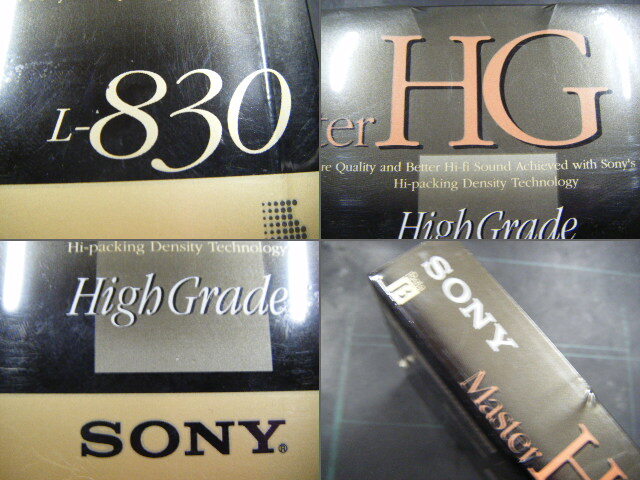 L-830
ter HG
re Quality and Better Hi-fi Sound Achieved with Sony's
Hi-packing Density Technology
High Grade
Hi-packing Density Technology
High Grade
SONY®
SONY
Master H